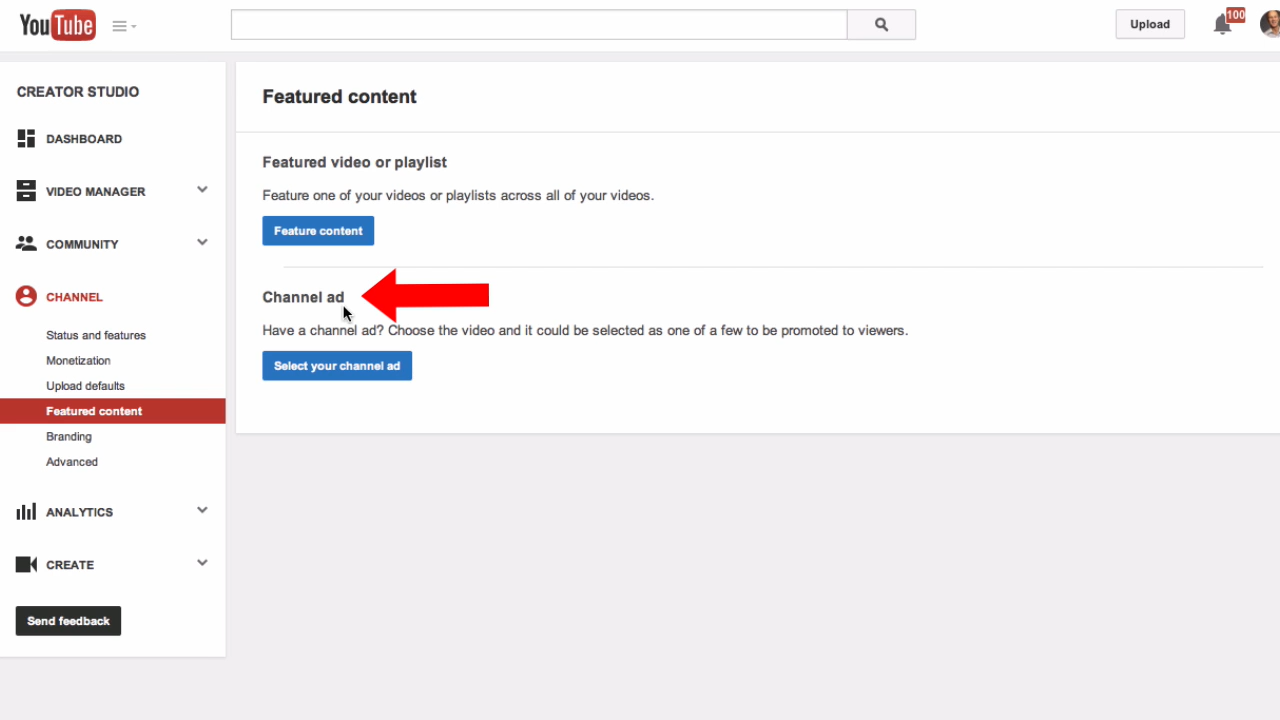 YouTube
Upload
100
CREATOR STUDIO
DASHBOARD
VIDEO MANAGER
COMMUNITY
CHANNEL
Status and features
Monetization
Upload defaults
Featured content
Branding
Advanced
ANALYTICS
CREATE
Send feedback
Featured content
Featured video or playlist
Feature one of your videos or playlists across all of your videos.
Feature content
Channel ad
Have a channel ad? Choose the video and it could be selected as one of a few to be promoted to viewers.
Select your channel ad